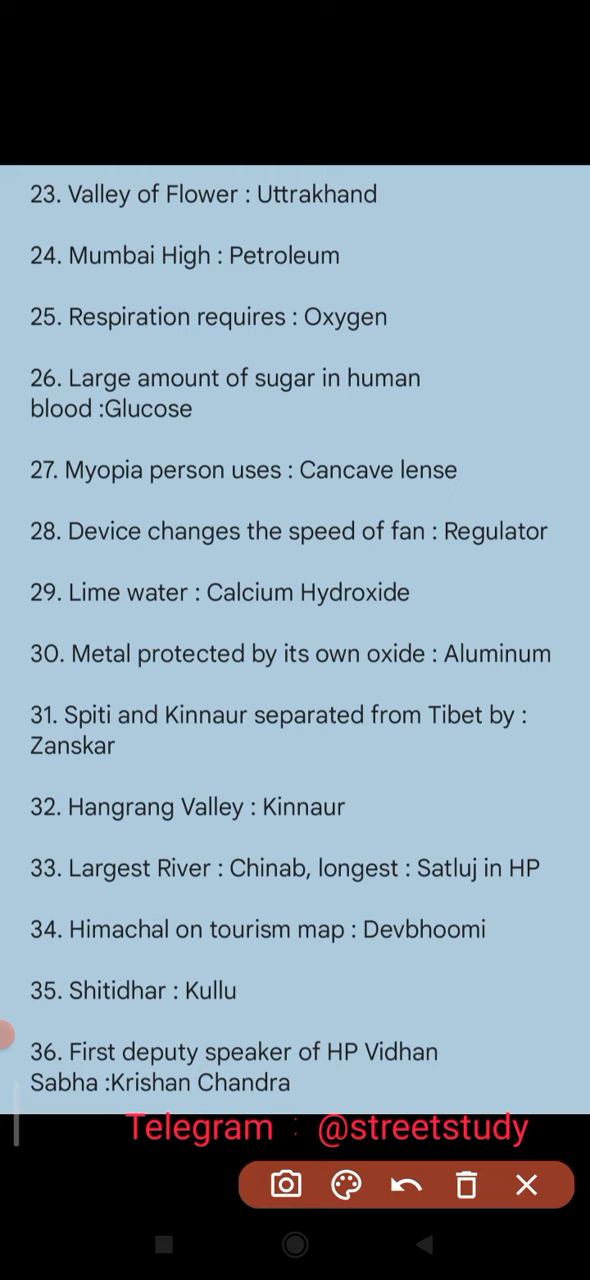 23. Valley of Flower : Uttrakhand
24. Mumbai High : Petroleum
25. Respiration requires : Oxygen
26. Large amount of sugar in human
blood :Glucose
27. Myopia person uses : Cancave lense
28. Device changes the speed of fan : Regulator
29. Lime water : Calcium Hydroxide
30. Metal protected by its own oxide : Aluminum
31. Spiti and Kinnaur separated from Tibet by :
Zanskar
32. Hangrang Valley : Kinnaur
33. Largest River : Chinab, longest : Satluj in HP
34. Himachal on tourism map : Devbhoomi
35. Shitidhar : Kullu
36. First deputy speaker of HP Vidhan
Sabha :Krishan Chandra
Telegram : @streetstudy